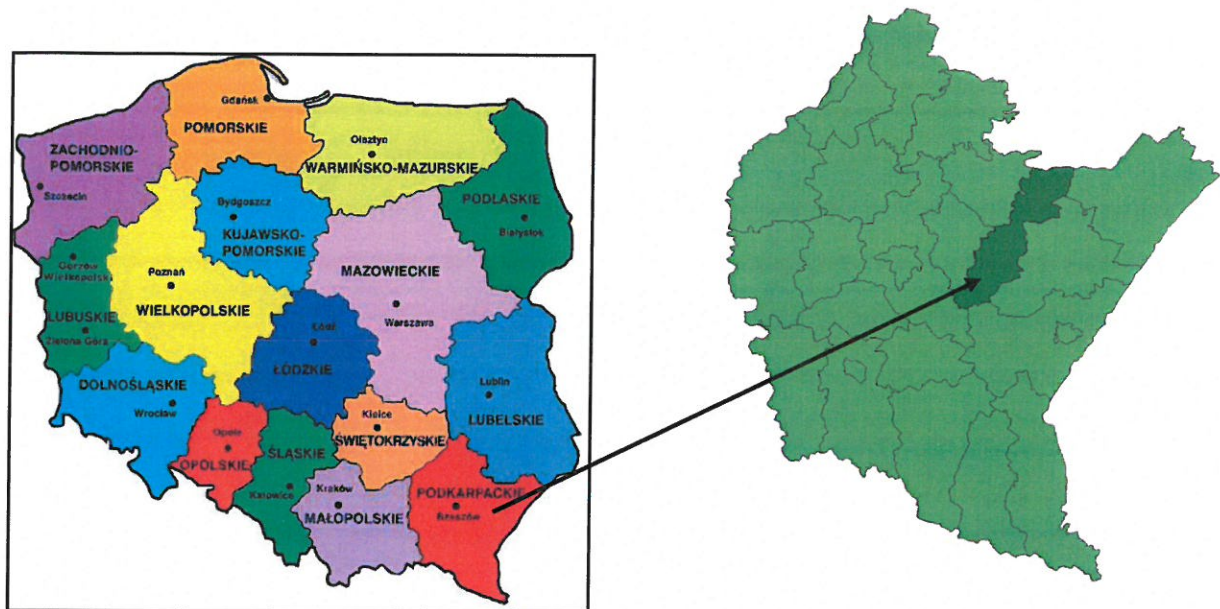 Gdańsk
POMORSKIE
ZACHODNIO-
POMORSKIE
Szczecin
Olsztyn
WARMIŃSKO-MAZURSKIE
PODLASKIE
Białystok
Bydgoszcz
KUJAWSKO-
POMORSKIE
Gorzów
Wielkopolski
LUBUSKIE
Zielona Góra
Poznań
WIELKOPOLSKIE
MAZOWIECKIE
Warszawa
Łódź
ŁÓDZKIE
DOLNOŚLĄSKIE
Wrocław
Lublin
LUBELSKIE
Opole
OPOLSKIE
ŚLĄSKIE
Katowice
Kielce
ŚWIĘTOKRZYSKIE
Kraków
MAŁOPOLSKIE
PODKARPACKIE
Rzeszów